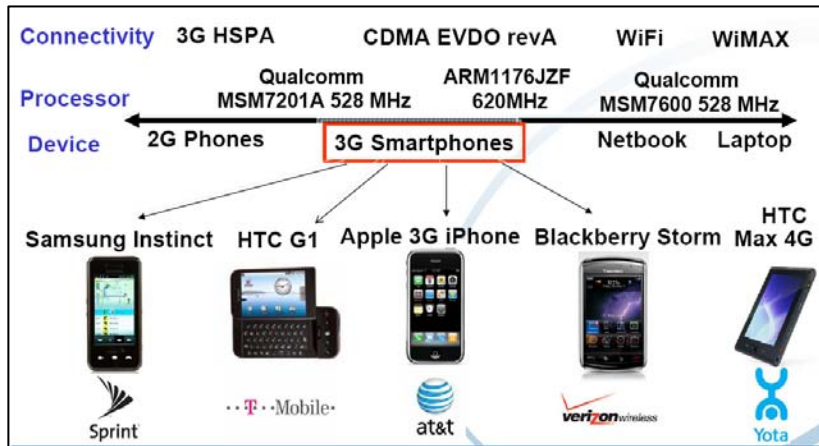 Connectivity 3G HSPA CDMA EVDO revA WiFi WiMAX
Qualcomm ARM1176JZF Qualcomm
Processor MSM7201A 528 MHz 620MHz MSM7600 528 MHz
Device 2G Phones 3G Smartphones Netbook Laptop
Samsung Instinct HTC G1 Apple 3G iPhone Blackberry Storm HTC
Max 4G
Sprint T Mobile at&t verizon wireless Yota